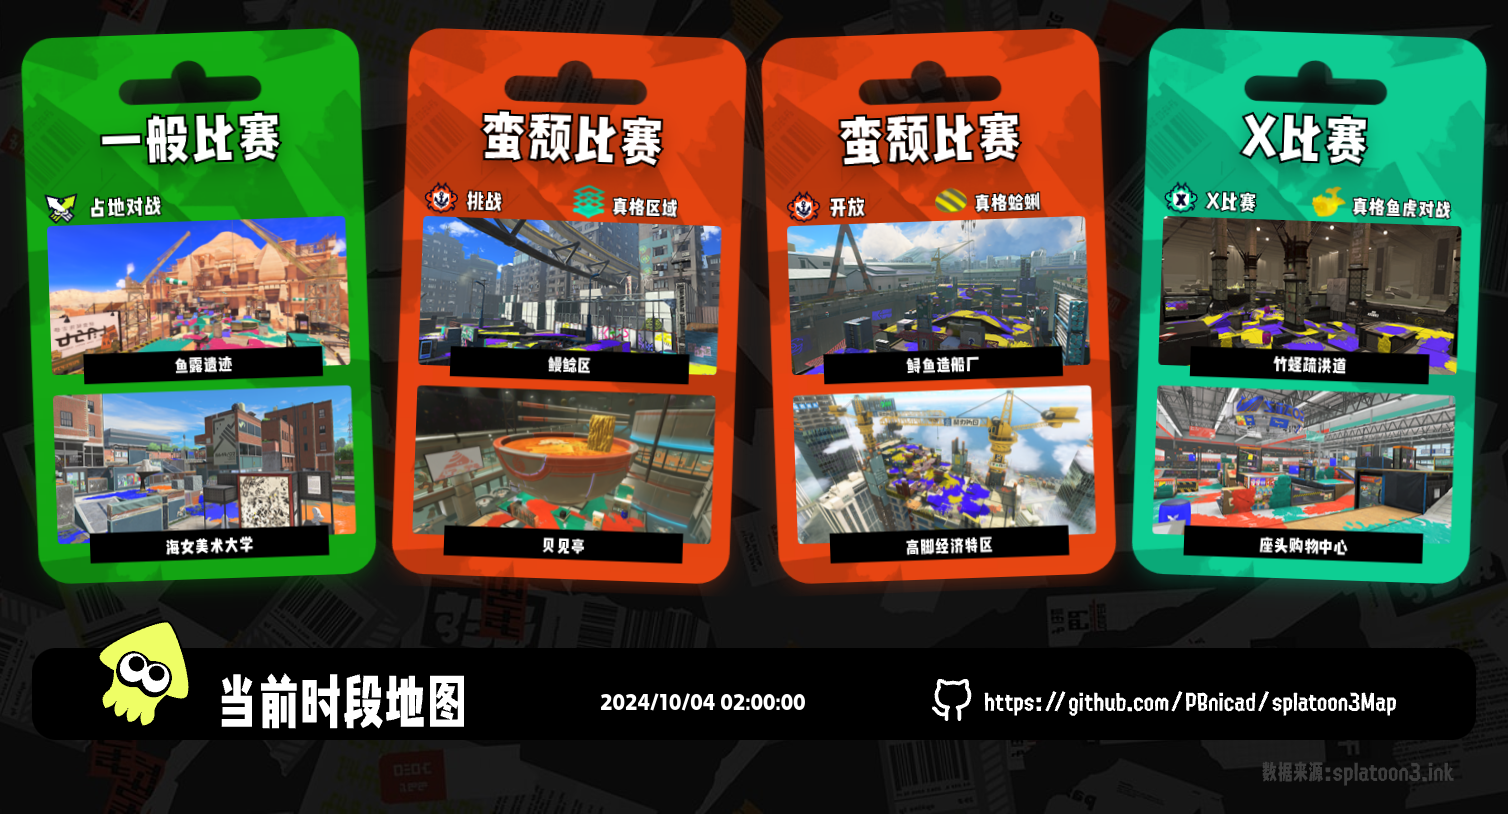 一般比赛
占地对战
鱼露遗迹
海女美术大学
蛮颓比赛
挑战
真格区域
鳗鲶区
贝见亭
蛮颓比赛
开放
真格蛤蜊
鲟鱼造船厂
高脚经济特区
X比赛
X比赛
真格鱼虎对战
竹蛏疏洪道
座头购物中心
当前时段地图
2024/10/04 02:00:00
https://github.com/PBnicad/splatoon3Map
数据来源:splatoon3.ink